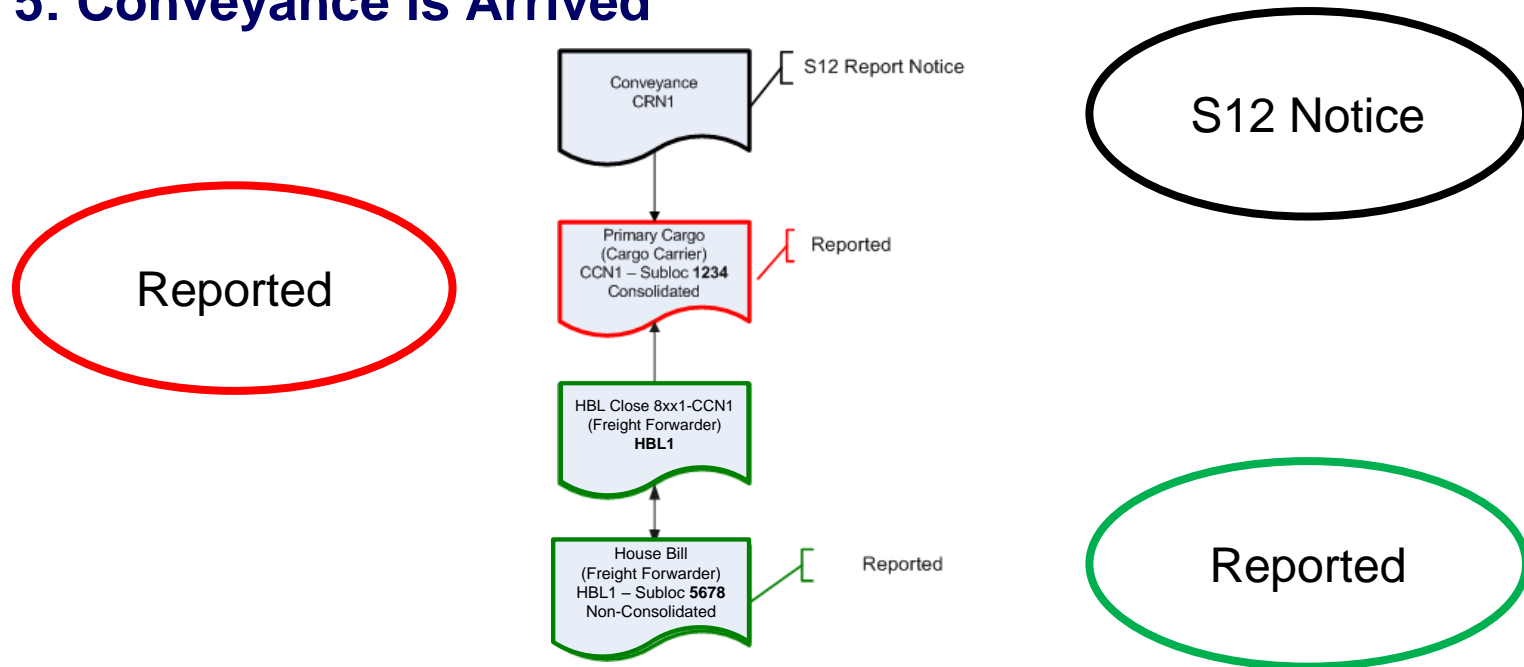 5. Conveyance is Arrived
Conveyance
CRN1
S12 Report Notice
S12 Notice
Primary Cargo
(Cargo Carrier)
CCN1 – Subloc 1234
Consolidated
Reported
Reported
HBL Close 8xx1-CCN1
(Freight Forwarder)
HBL1
House Bill
(Freight Forwarder)
HBL1 – Subloc 5678
Non-Consolidated
Reported
Reported